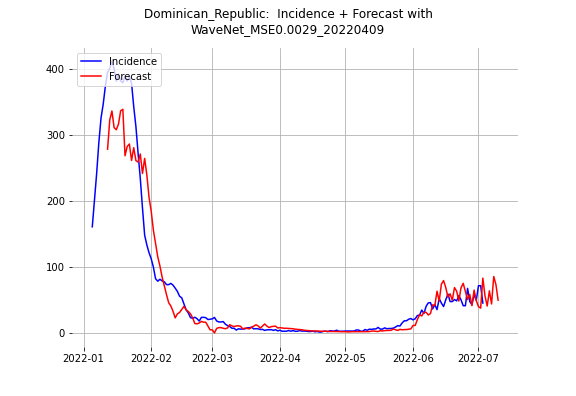 Dominican_Republic:  Incidence + Forecast with
WaveNet_MSE0.0029_20220409
Incidence
Forecast
400
300
200
100
0
2022-01 2022-02 2022-03 2022-04 2022-05 2022-06 2022-07